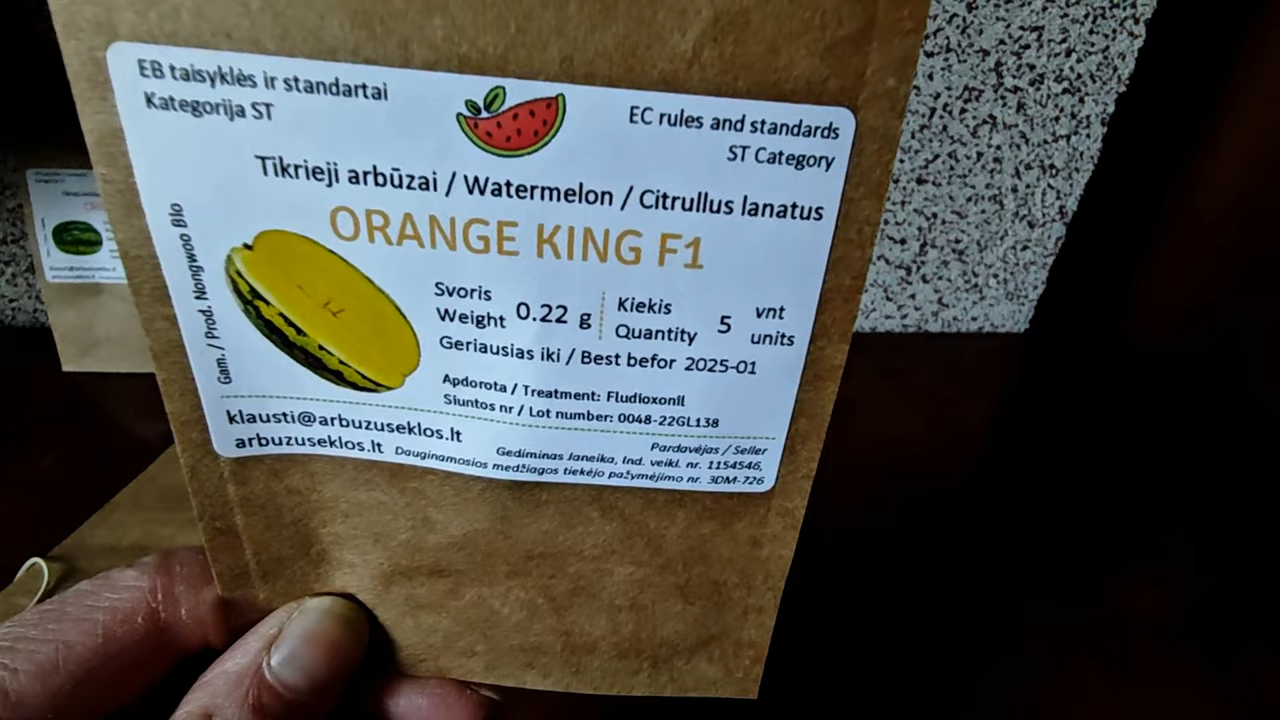 EB taisyklės ir standartai
Kategorija ST
EC rules and standards
ST Category
Tikrieji arbūzai / Watermelon / Citrullus lanatus
ORANGE KING F1
Gam. / Prod. Nongwoo Bio
Svoris
Weight 0.22 g
Kiekis
Quantity 5
vnt
units
Geriausias iki / Best befor 2025-01
Apdorota / Treatment: Fludioxonil
Siuntos nr / Lot number: 0048-22GL138
klausti@arbuzuseklos.lt
arbuzuseklos.lt
Pardavėjas / Seller
Gediminas Janeika, Ind. veikl. nr. 1154546,
Dauginamosios medžiagos tiekėjo pažymėjimo nr. 3DM-726